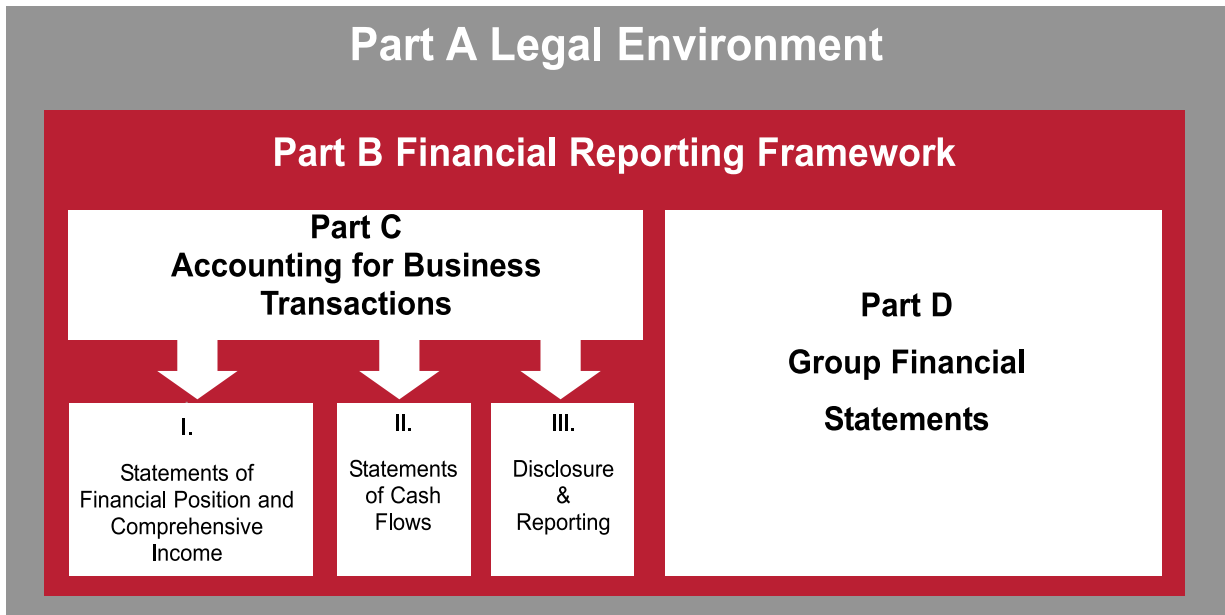 Part A Legal Environment
Part B Financial Reporting Framework
Part C
Accounting for Business
Transactions
I.
Statements of
Financial Position and
Comprehensive
Income
II.
Statements
of Cash
Flows
III.
Disclosure
&
Reporting
Part D
Group Financial
Statements